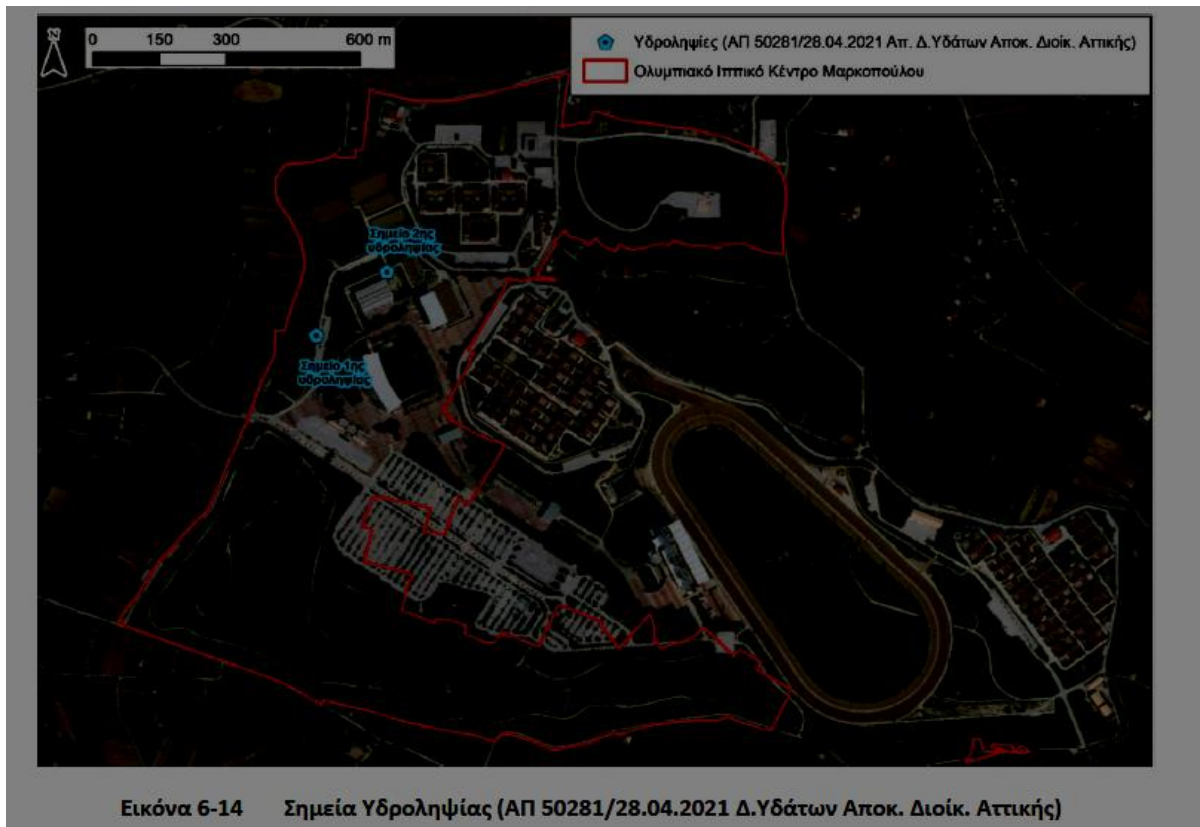 N
0 150 300 600 m
Υδροληψίες (ΑΠ 50281/28.04.2021 Απ. Δ.Υδάτων Αποκ. Διοίκ. Αττικής)
Ολυμπιακό Ιππικό Κέντρο Μαρκοπούλου
Σημείο 2ης
υδροληψίας
Σημείο 1ης
υδροληψίας
Εικόνα 6-14 Σημεία Υδροληψίας (ΑΠ 50281/28.04.2021 Δ.Υδάτων Αποκ. Διοίκ. Αττικής)